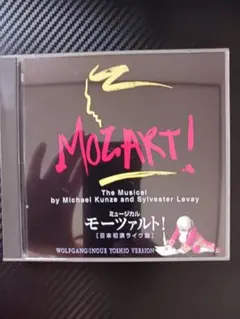 MOZART!
The Musical
by Michael Kunze and Sylvester Levay
ミュージカル
モーツァルト!
[日本初演ライヴ盤]
WOLFGANG:INOUE YOSHIO VERSION